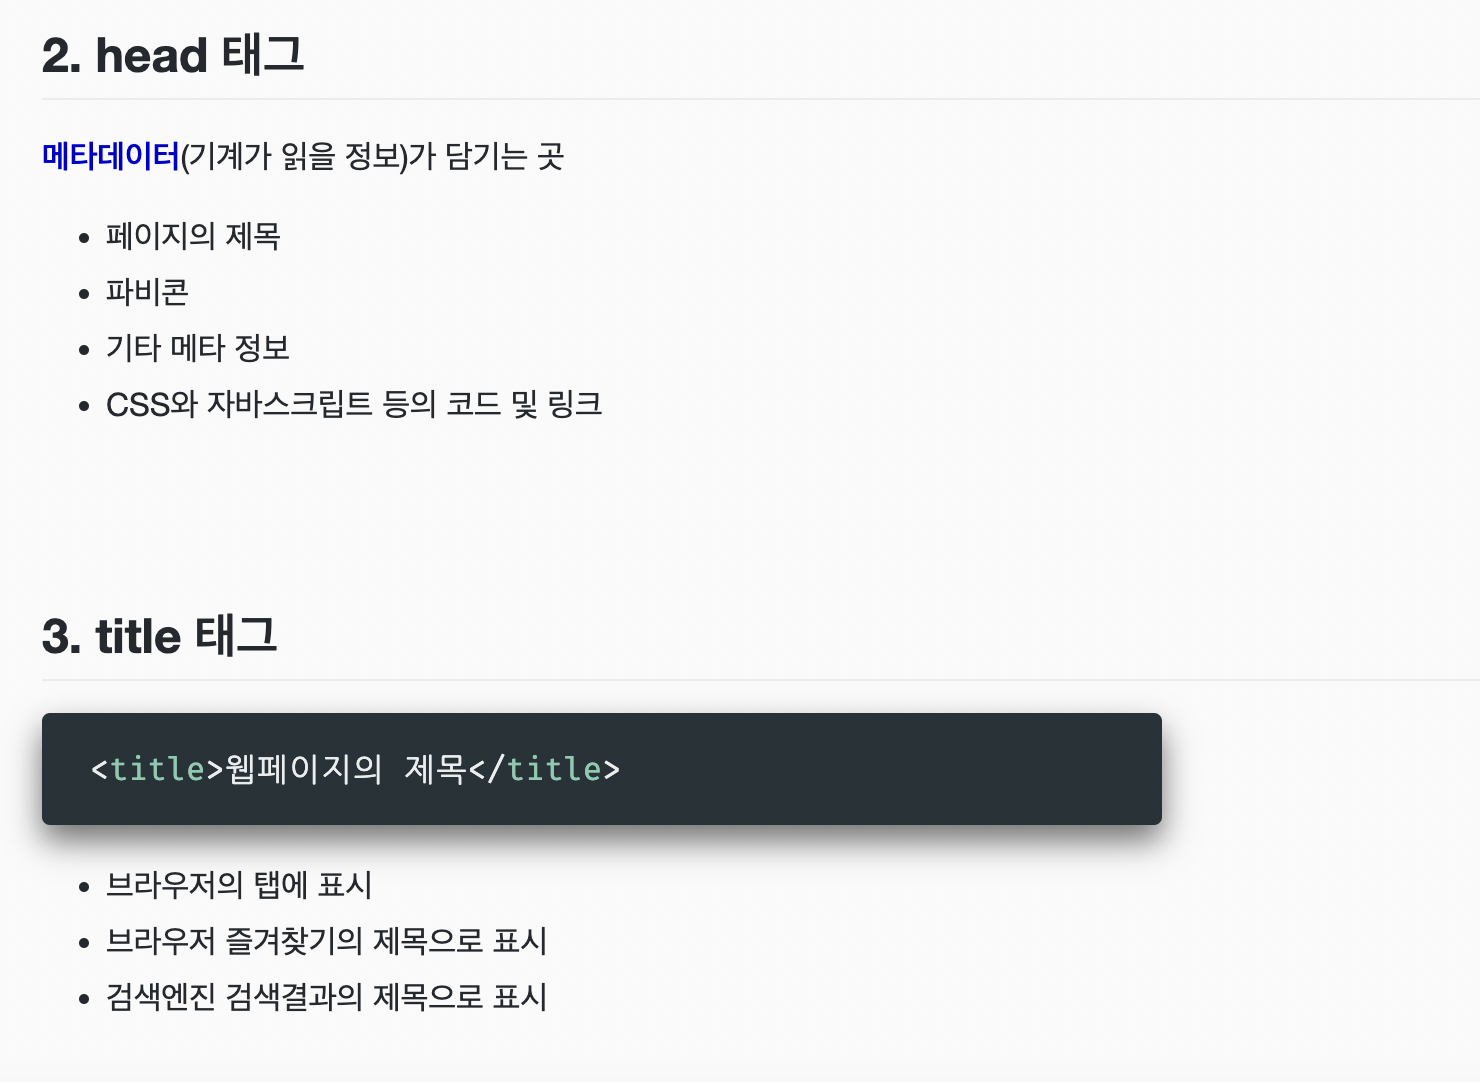 2. head 태그
메타데이터(기계가 읽을 정보)가 담기는 곳
• 페이지의 제목
• 파비콘
• 기타 메타 정보
• CSS와 자바스크립트 등의 코드 및 링크
3. title 태그
<title>웹페이지의 제목</title>
• 브라우저의 탭에 표시
• 브라우저 즐겨찾기의 제목으로 표시
• 검색엔진 검색결과의 제목으로 표시